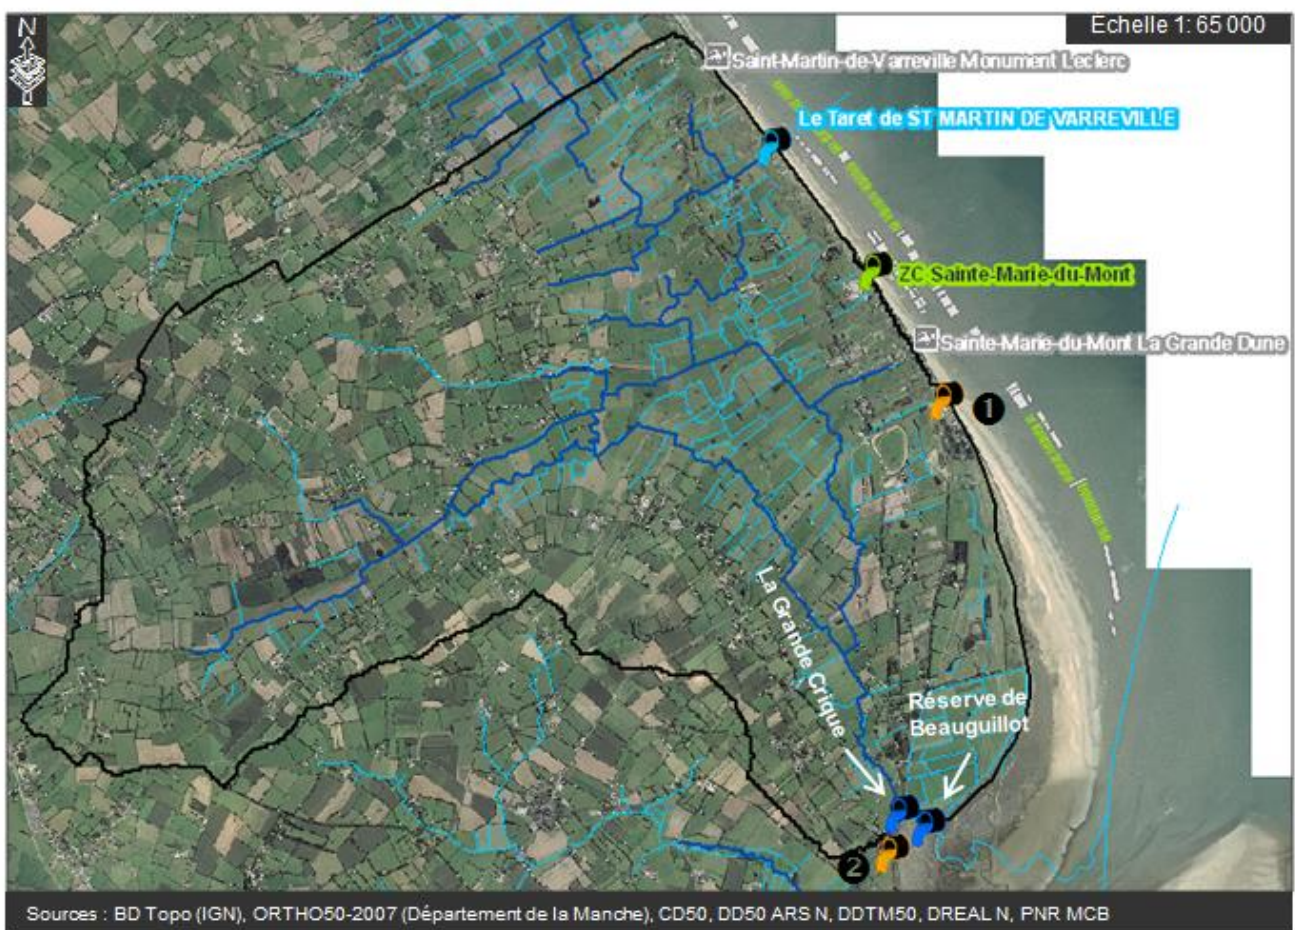 N
Échelle 1: 65 000
Saint-Martin-de-Varreville Monument Leclerc
Le Taret de ST MARTIN DE VARREVILLE
ZC Sainte-Marie-du-Mont
Sainte-Marie-du-Mont La Grande Dune
1
La Grande Crique
Réserve de
Beauguillot
2
Sources : BD Topo (IGN), ORTHO50-2007 (Département de la Manche), CD50, DD50 ARS N, DDTM50, DREAL N, PNR MCB